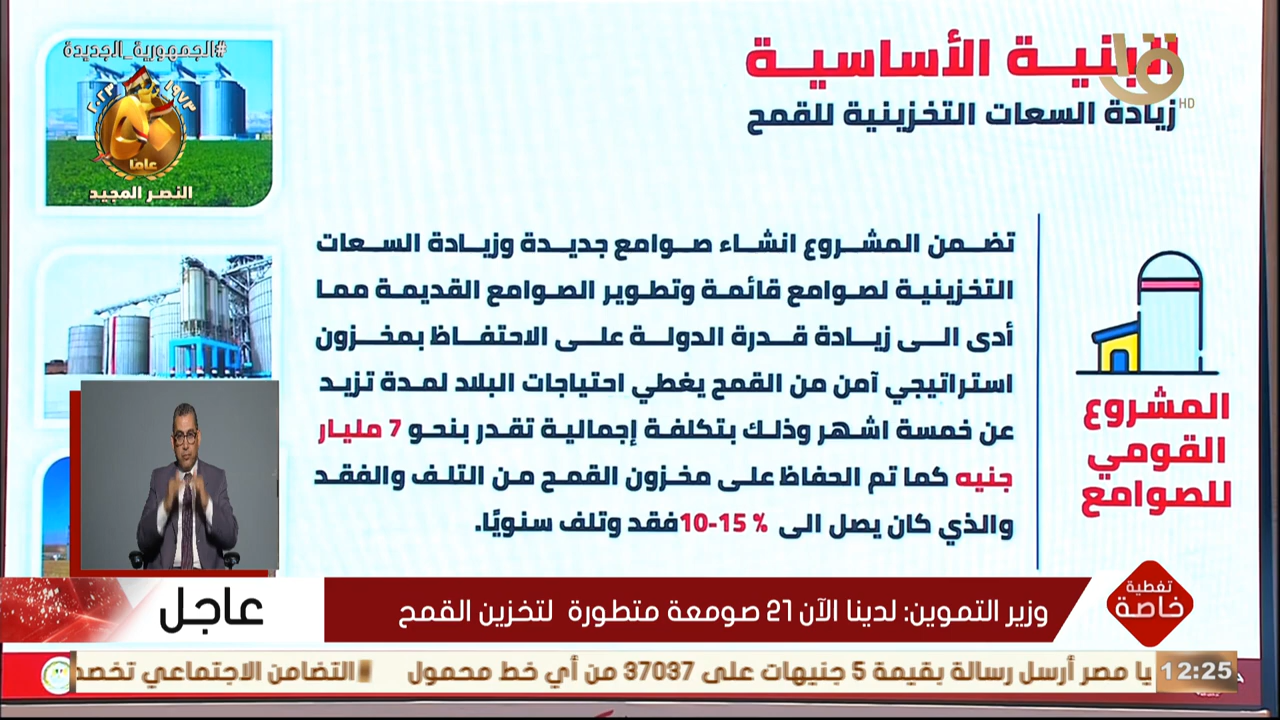 البنية الأساسية
زيادة السعات التخزينية للقمح
HD
#الجمهورية_الجديدة
١٩٧٣
٢٠٢٣
٥٠
عاما
النصر المجيد
تضمن المشروع انشاء صوامع جديدة وزيادة السعات
التخزينية لصوامع قائمة وتطوير الصوامع القديمة مما
أدى الى زيادة قدرة الدولة على الاحتفاظ بمخزون
استراتيجي آمن من القمح يغطي احتياجات البلاد لمدة تزيد
عن خمسة اشهر وذلك بتكلفة إجمالية تقدر بنحو 7 مليار
جنيه كما تم الحفاظ على مخزون القمح من التلف والفقد
والذي كان يصل الى % 15-10فقد وتلف سنويًا.
المشروع
القومي
للصوامع
تغطية
خاصة
وزير التموين: لدينا الآن 21 صومعة متطورة لتخزين القمح
عاجل
12:25
يا مصر أرسل رسالة بقيمة 5 جنيهات على 37037 من أي خط محمول
التضامن الاجتماعي